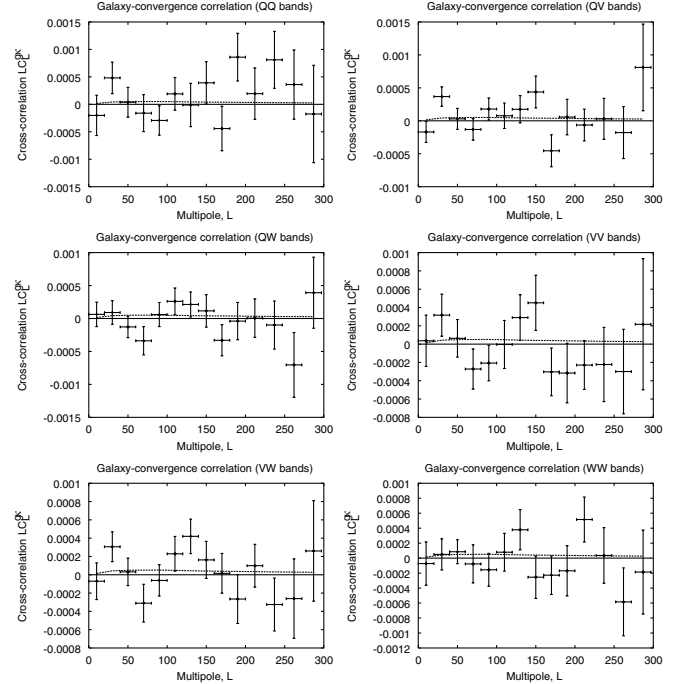 Galaxy-convergence correlation (QQ bands)
Cross-correlation LC_L^gκ
0.0015
0.001
0.0005
0
-0.0005
-0.001
-0.0015
0 50 100 150 200 250 300
Multipole, L
Galaxy-convergence correlation (QV bands)
Cross-correlation LC_L^gκ
0.0015
0.001
0.0005
0
-0.0005
-0.001
0 50 100 150 200 250 300
Multipole, L
Galaxy-convergence correlation (QW bands)
Cross-correlation LC_L^gκ
0.001
0.0005
0
-0.0005
-0.001
-0.0015
0 50 100 150 200 250 300
Multipole, L
Galaxy-convergence correlation (VV bands)
Cross-correlation LC_L^gκ
0.001
0.0008
0.0006
0.0004
0.0002
0
-0.0002
-0.0004
-0.0006
-0.0008
0 50 100 150 200 250 300
Multipole, L
Galaxy-convergence correlation (VW bands)
Cross-correlation LC_L^gκ
0.001
0.0008
0.0006
0.0004
0.0002
0
-0.0002
-0.0004
-0.0006
-0.0008
0 50 100 150 200 250 300
Multipole, L
Galaxy-convergence correlation (WW bands)
Cross-correlation LC_L^gκ
0.001
0.0008
0.0006
0.0004
0.0002
0
-0.0002
-0.0004
-0.0006
-0.0008
-0.001
-0.0012
0 50 100 150 200 250 300
Multipole, L